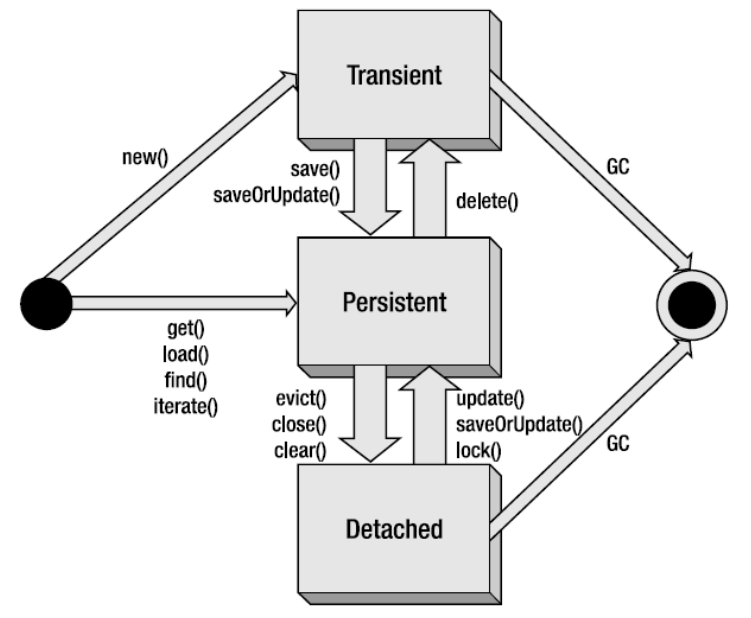 Transient
new()
save()
saveOrUpdate()
delete()
GC
Persistent
get()
load()
find()
iterate()
evict()
close()
clear()
update()
saveOrUpdate()
lock()
GC
Detached